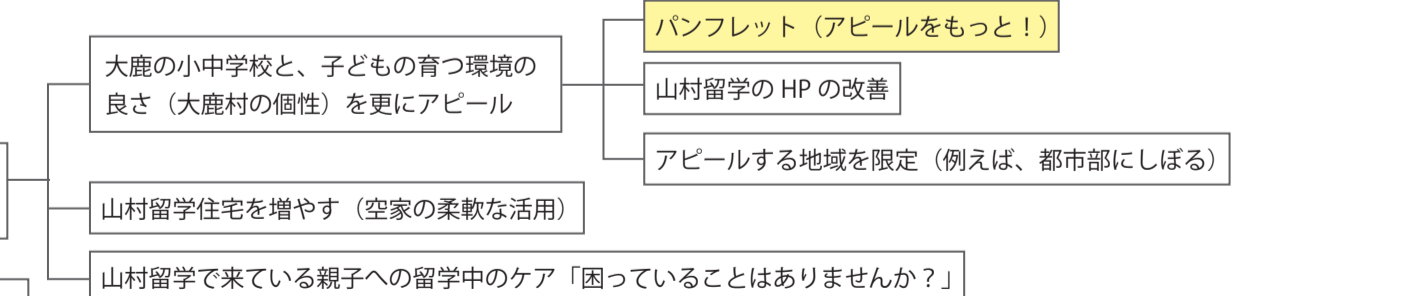 パンフレット（アピールをもっと！）
大鹿の小中学校と、子どもの育つ環境の
良さ（大鹿村の個性）を更にアピール
山村留学の HP の改善
アピールする地域を限定（例えば、都市部にしぼる）
山村留学住宅を増やす（空家の柔軟な活用）
山村留学で来ている親子への留学中のケア「困っていることはありませんか？」